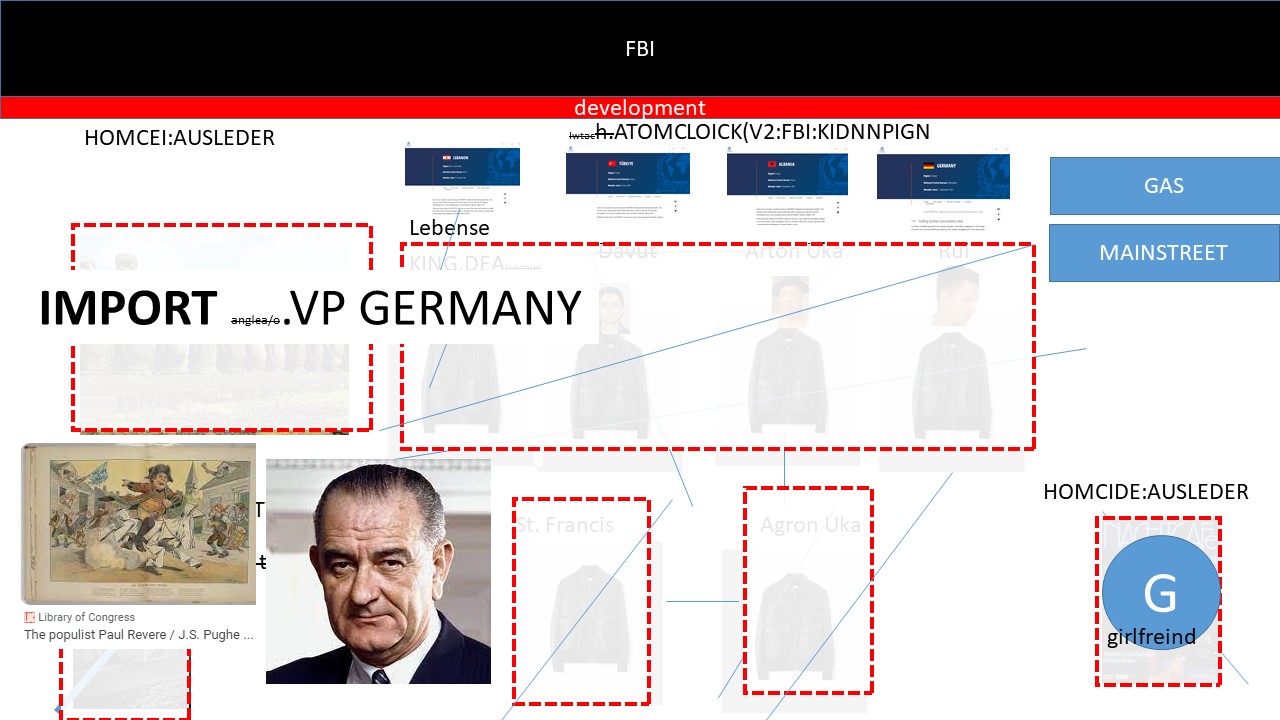 FBI
development
HOMCEI:AUSLEDER
h.ATOMCLOICK(V2:FBI:KIDNNPIGN
LEBANON
TÜRKIYE
ALBANIA
GERMANY
GAS
MAINSTREET
Lebense
KING.DEA
Davut
Arton Uka
Rui
IMPORT anglea/o.VP GERMANY
HOMCIDE:AUSLEDER
T
St. Francis
Agron Uka
t
G
girlfreind
Library of Congress
The populist Paul Revere / J.S. Pughe ...